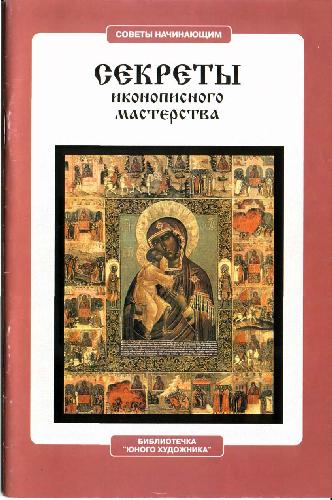 СОВЕТЫ НАЧИНАЮЩИМ
СЕКРЕТЫ
ИКОНОПИСНОГО
МАСТЕРСТВА
БИБЛИОТЕЧКА
"ЮНОГО ХУДОЖНИКА"